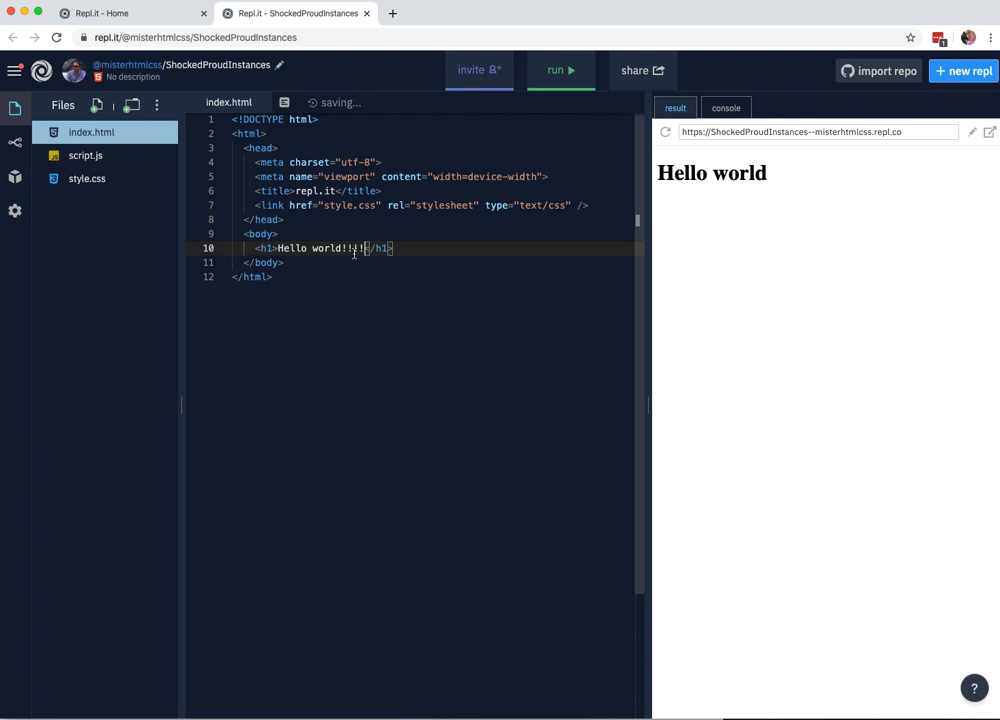 Repl.it - Home
Repl.it - ShockedProudInstances
repl.it/@misterhtmlcss/ShockedProudInstances
1
@misterhtmlcss/ShockedProudInstances
No description
invite
run
share
import repo
+ new repl
Files
index.html
script.js
style.css
index.html
saving...
1 <!DOCTYPE html>
2 <html>
3 <head>
4 <meta charset="utf-8">
5 <meta name="viewport" content="width=device-width">
6 <title>repl.it</title>
7 <link href="style.css" rel="stylesheet" type="text/css" />
8 </head>
9 <body>
10 <h1>Hello world!!!!</h1>
11 </body>
12 </html>
result
console
https://ShockedProudInstances--misterhtmlcss.repl.co
Hello world
?